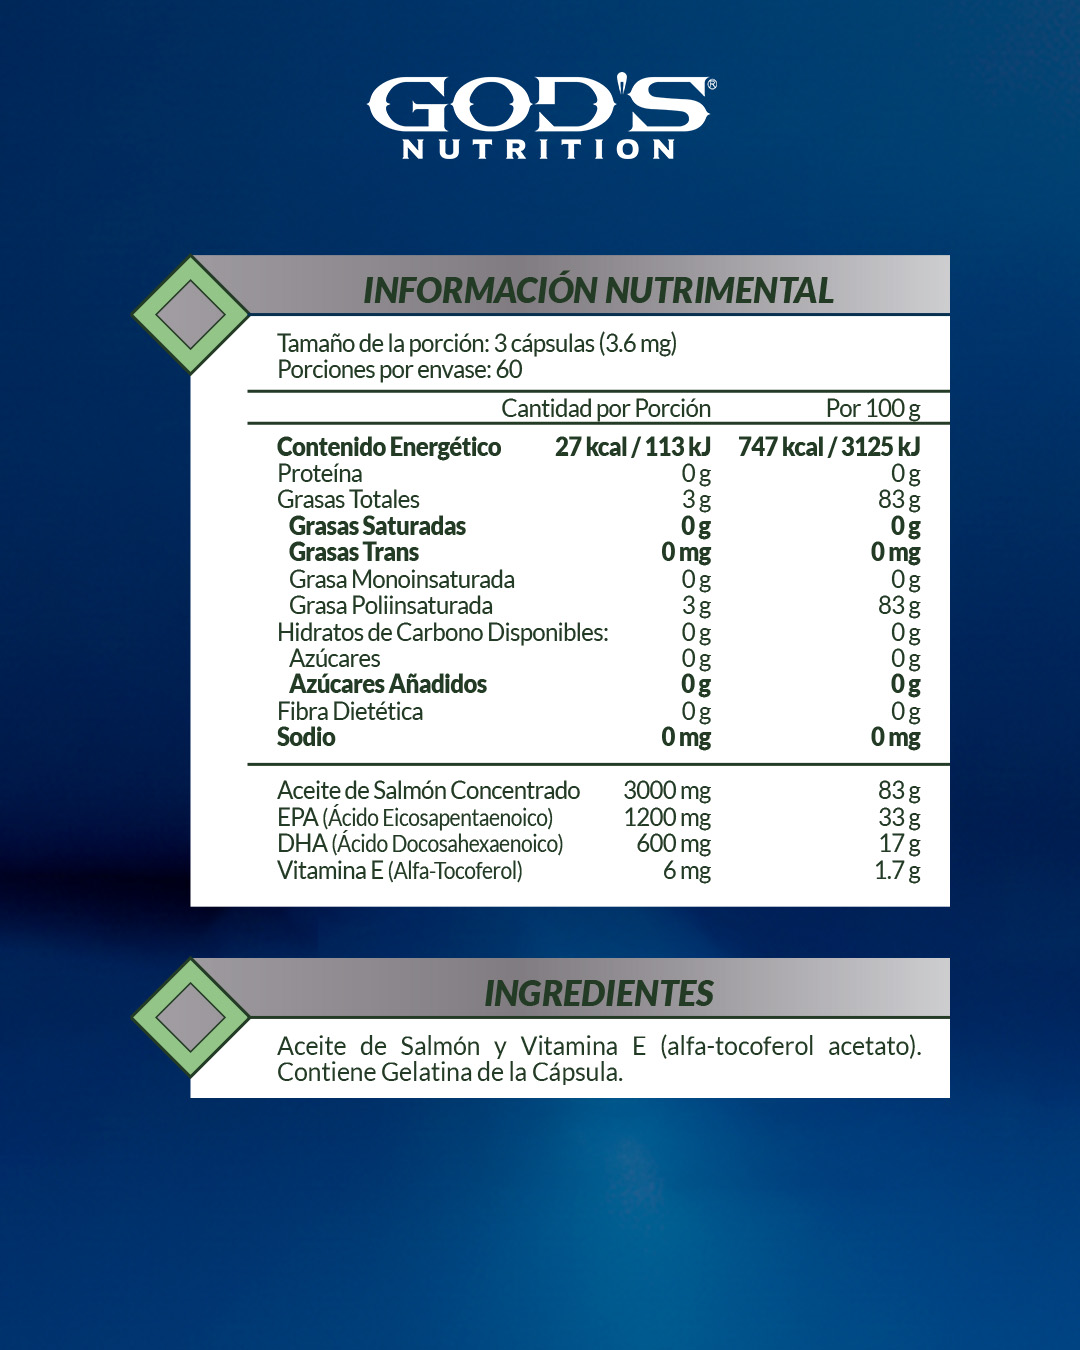 GOD'S®
NUTRITION
INFORMACIÓN NUTRIMENTAL
Tamaño de la porción: 3 cápsulas (3.6 mg)
Porciones por envase: 60
Cantidad por Porción Por 100 g
Contenido Energético 27 kcal / 113 kJ 747 kcal / 3125 kJ
Proteína 0 g 0 g
Grasas Totales 3 g 83 g
Grasas Saturadas 0 g 0 g
Grasas Trans 0 mg 0 mg
Grasa Monoinsaturada 0 g 0 g
Grasa Poliinsaturada 3 g 83 g
Hidratos de Carbono Disponibles: 0 g 0 g
Azúcares 0 g 0 g
Azúcares Añadidos 0 g 0 g
Fibra Dietética 0 g 0 g
Sodio 0 mg 0 mg
Aceite de Salmón Concentrado 3000 mg 83 g
EPA (Ácido Eicosapentaenoico) 1200 mg 33 g
DHA (Ácido Docosahexaenoico) 600 mg 17 g
Vitamina E (Alfa-Tocoferol) 6 mg 1.7 g
INGREDIENTES
Aceite de Salmón y Vitamina E (alfa-tocoferol acetato).
Contiene Gelatina de la Cápsula.